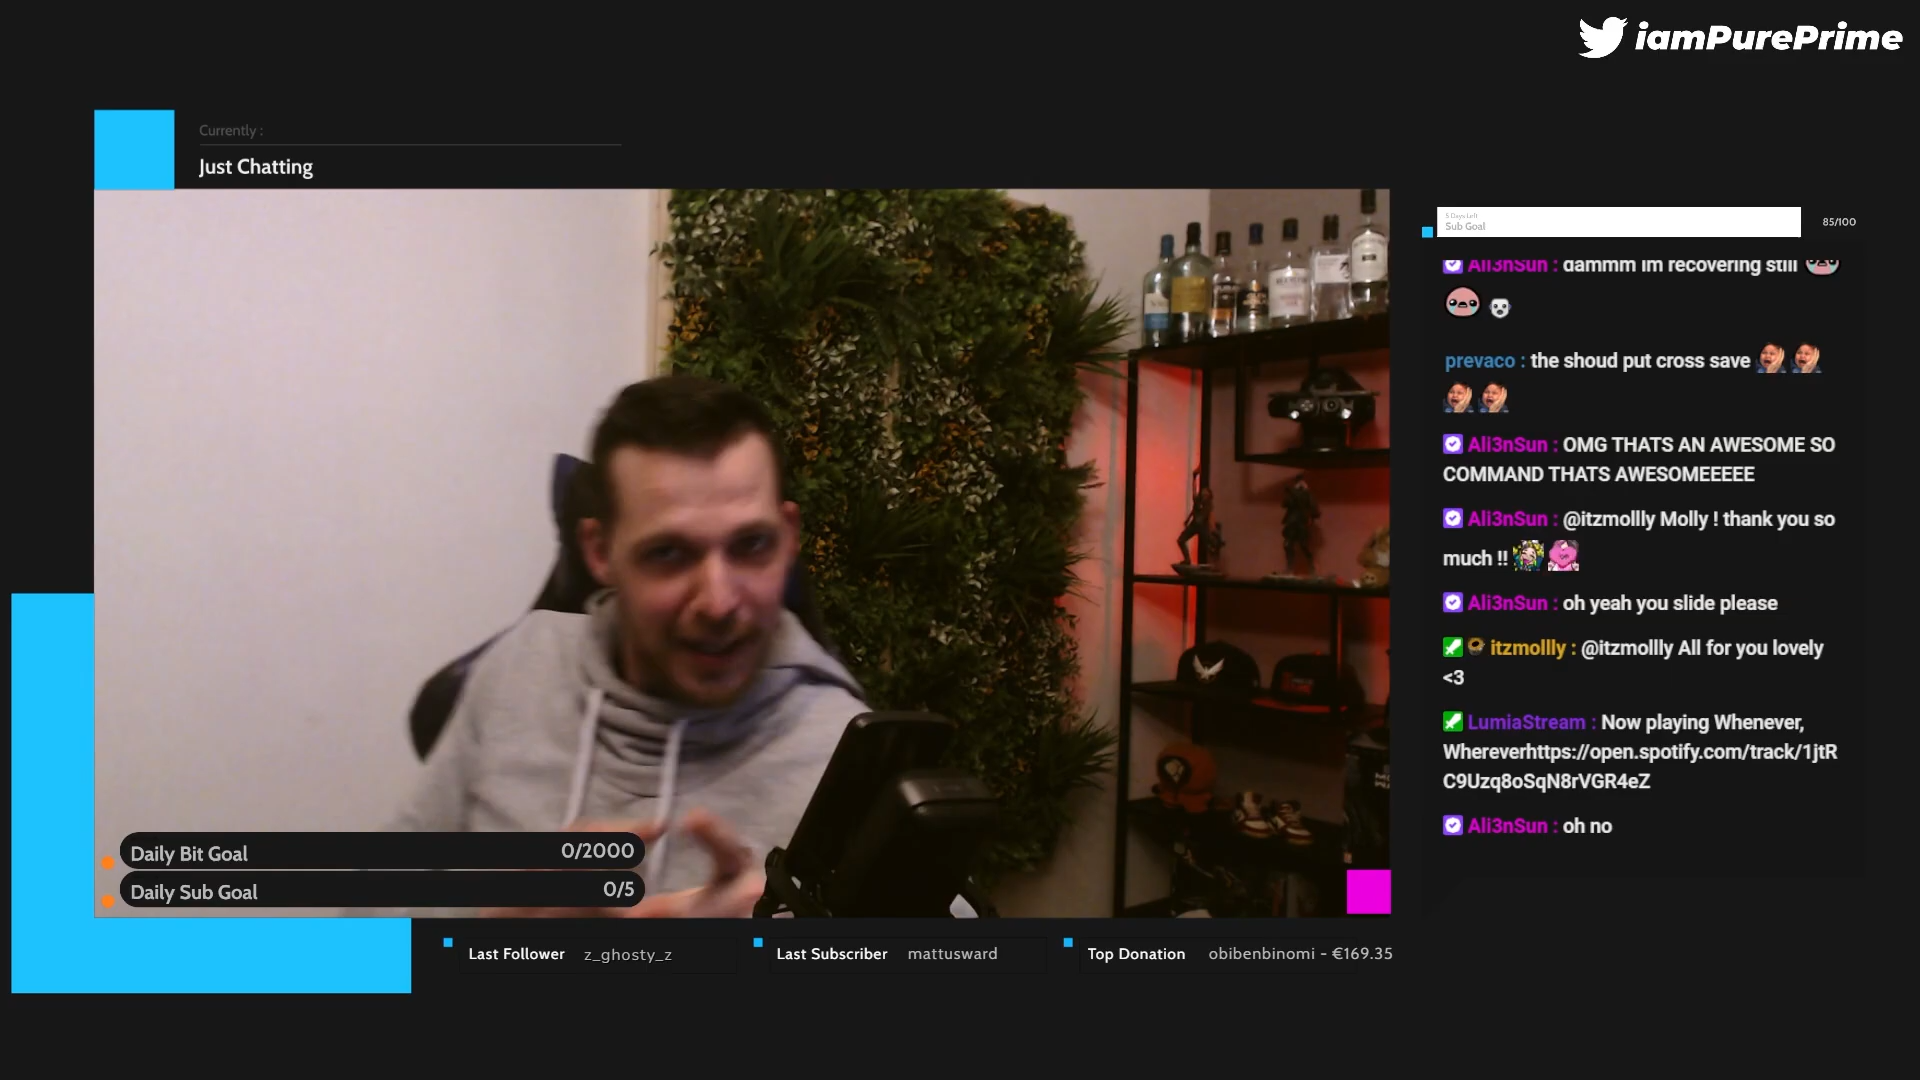 iamPurePrime
Currently :
Just Chatting
5 Days Left
Sub Goal
85/100
Ali3nSun : dammm im recovering still
prevaco : the shoud put cross save
Ali3nSun : OMG THATS AN AWESOME SO
COMMAND THATS AWESOMEEEEE
Ali3nSun : @itzmollly Molly ! thank you so
much !!
Ali3nSun : oh yeah you slide please
itzmollly : @itzmollly All for you lovely
<3
LumiaStream : Now playing Whenever,
Whereverhttps://open.spotify.com/track/1jtR
C9Uzq8oSqN8rVGR4eZ
Ali3nSun : oh no
Daily Bit Goal 0/2000
Daily Sub Goal 0/5
Last Follower z_ghosty_z
Last Subscriber mattusward
Top Donation obibenbinomi - €169.35